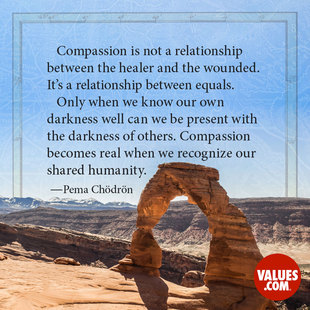 Compassion is not a relationship
between the healer and the wounded.
It's a relationship between equals.
Only when we know our own
darkness well can we be present with
the darkness of others. Compassion
becomes real when we recognize our
shared humanity.
—Pema Chödrön
VALUES
.COM®